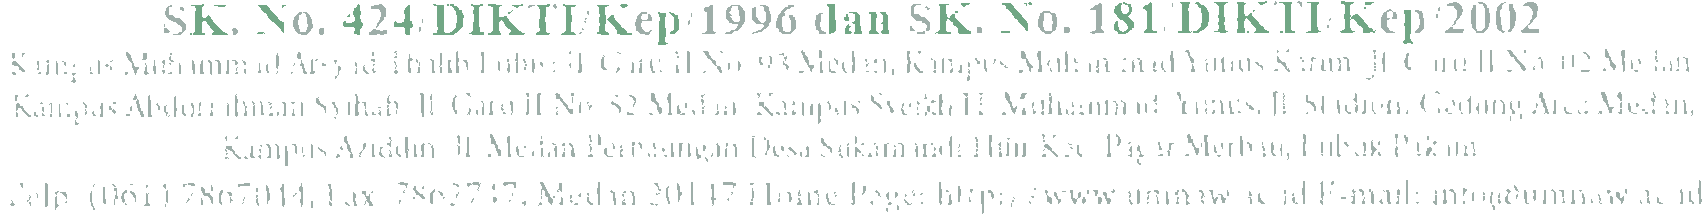 SK. No. 424/DIKTI/Kep/1996 dan SK. No. 181/DIKTI/Kep/2002
Kampus Muhammad Arsyad Thalib Lubis Jl. Garu II No. 93 Medan, Kampus Muhammad Yunus Karim Jl. Garu II No. 02 Medan
Kampus Abdurrahman Syihab Jl. Garu II No. 52 Medan, Kampus Syeikh H. Muhammad Yunus, Jl. Stadion, Gedung Arca Medan,
Kampus Aziddin Jl. Medan Perbaungan Desa Sukamandi Hilir Kec. Pagar Merbau, Lubuk Pakam
Telp. (061) 7867044, Fax. 7862747, Medan 20147 Home Page: http://www.umnaw.ac.id E-mail: info@umnaw.ac.id